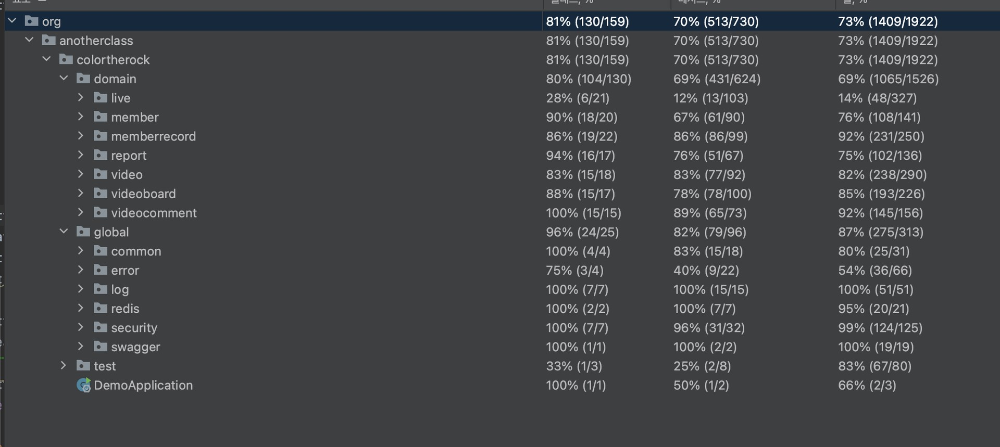 org 81% (130/159) 70% (513/730) 73% (1409/1922)
anotherclass 81% (130/159) 70% (513/730) 73% (1409/1922)
colortherock 81% (130/159) 70% (513/730) 73% (1409/1922)
domain 80% (104/130) 69% (431/624) 69% (1065/1526)
live 28% (6/21) 12% (13/103) 14% (48/327)
member 90% (18/20) 67% (61/90) 76% (108/141)
memberrecord 86% (19/22) 86% (86/99) 92% (231/250)
report 94% (16/17) 76% (51/67) 75% (102/136)
video 83% (15/18) 83% (77/92) 82% (238/290)
videoboard 88% (15/17) 78% (78/100) 85% (193/226)
videocomment 100% (15/15) 89% (65/73) 92% (145/156)
global 96% (24/25) 82% (79/96) 87% (275/313)
common 100% (4/4) 83% (15/18) 80% (25/31)
error 75% (3/4) 40% (9/22) 54% (36/66)
log 100% (7/7) 100% (15/15) 100% (51/51)
redis 100% (2/2) 100% (7/7) 95% (20/21)
security 100% (7/7) 96% (31/32) 99% (124/125)
swagger 100% (1/1) 100% (2/2) 100% (19/19)
test 33% (1/3) 25% (2/8) 83% (67/80)
DemoApplication 100% (1/1) 50% (1/2) 66% (2/3)